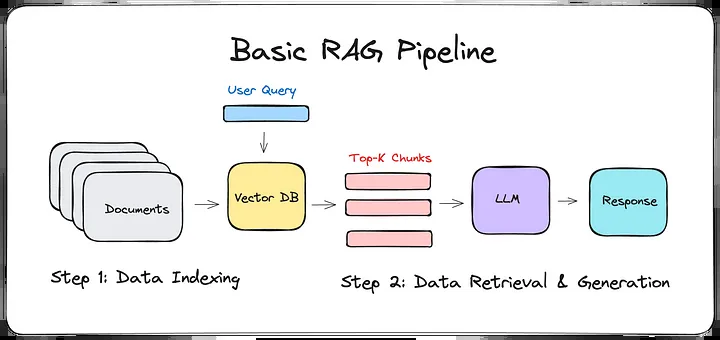 Basic RAG Pipeline
User Query
Top-K Chunks
Documents
Vector DB
LLM
Response
Step 1: Data Indexing
Step 2: Data Retrieval & Generation